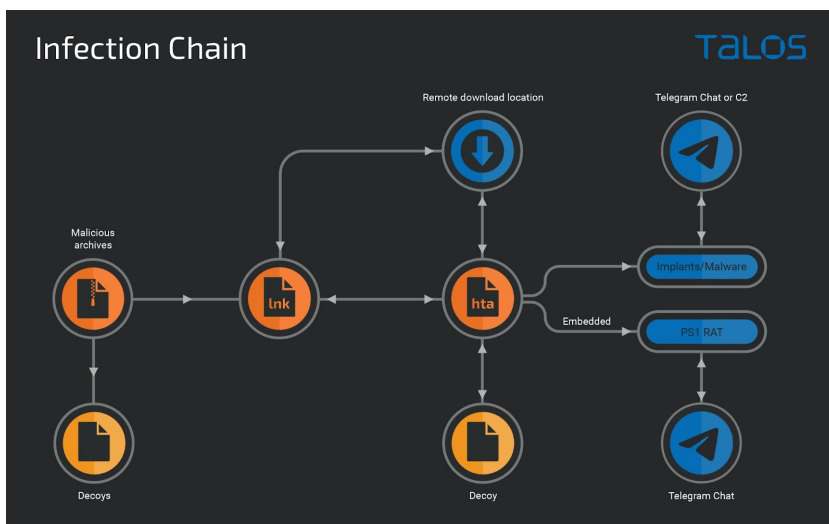 Infection Chain
TALOS
Remote download location
Telegram Chat or C2
Malicious
archives
Implants/Malware
lnk
hta
Embedded
PS1 RAT
Decoys
Decoy
Telegram Chat